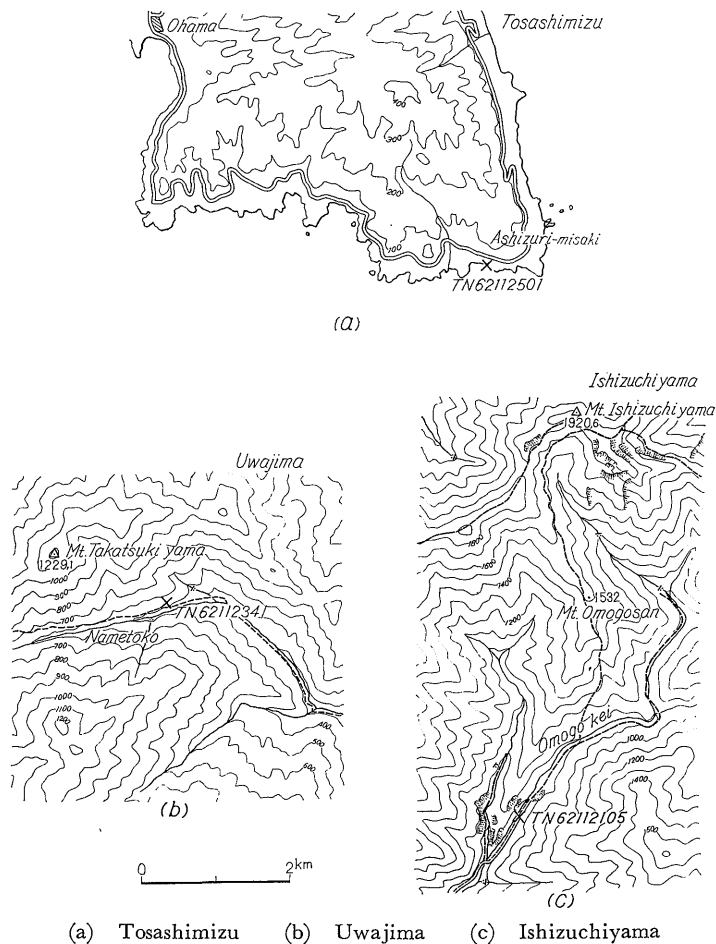 Ohama
Tosashimizu
400
300
200
100
Ashizuri-misaki
TN62112501
(a)
Ishizuchiyama
Mt. Ishizuchiyama
1920,6
Uwajima
Mt. Takatsuki yama
1229,1
1000
900
800
700
TN62112341
Nametoko
700
800
900
1000
1100
400
500
600
(b)
1800
1600
1400
1200
1532
Mt. Omogosan
Omogo-kei
1000
1200
1400
TN62112105
(c)
0 2km
(a) Tosashimizu (b) Uwajima (c) Ishizuchiyama